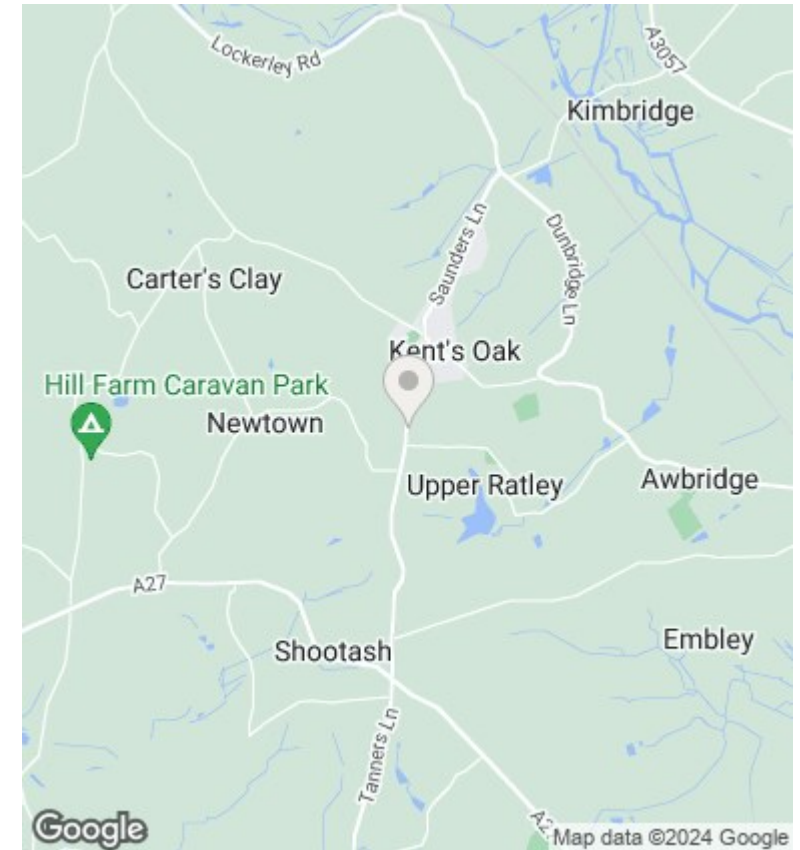 Lockerley Rd
A3057
Kimbridge
Saunders Ln
Dunbridge Ln
Carter's Clay
Kent's Oak
Hill Farm Caravan Park
Newtown
Upper Ratley
Awbridge
A27
Shootash
Embley
Tanners Ln
Google
Map data ©2024 Google